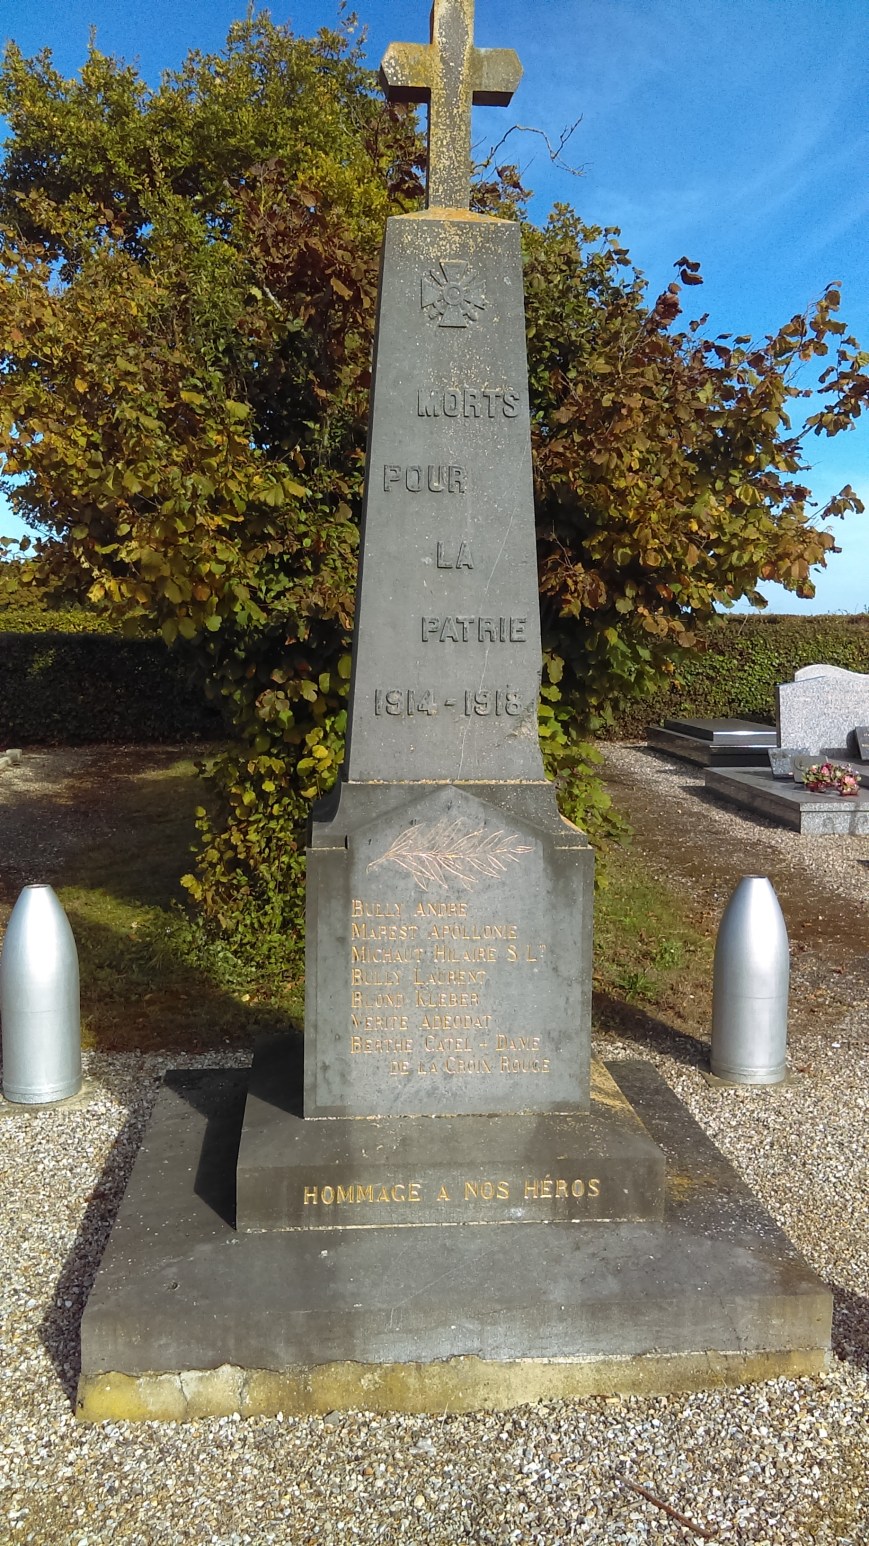 MORTS
POUR
LA
PATRIE
1914-1918
BULLY ANDRE
MAREST APOLLONIE
MICHAUT HILAIRE S LT
BULLY LAURENT
BLOND KLEBER
VERITE ADEODAT
BERTHE CATEL - DAME
DE LA CROIX ROUGE
HOMMAGE A NOS HÉROS